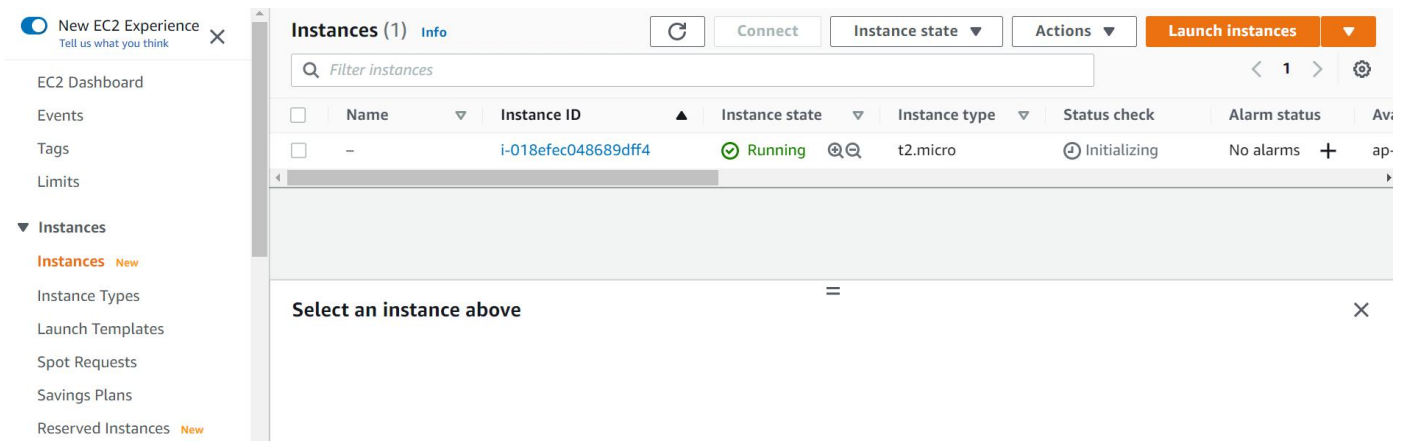 New EC2 Experience
Tell us what you think
EC2 Dashboard
Events
Tags
Limits
Instances
Instances New
Instance Types
Launch Templates
Spot Requests
Savings Plans
Reserved Instances New
Instances (1) Info
Connect Instance state Actions Launch instances
Filter instances
1
Name Instance ID Instance state Instance type Status check Alarm status Ava
– i-018efec048689dff4 Running t2.micro Initializing No alarms ap-
Select an instance above